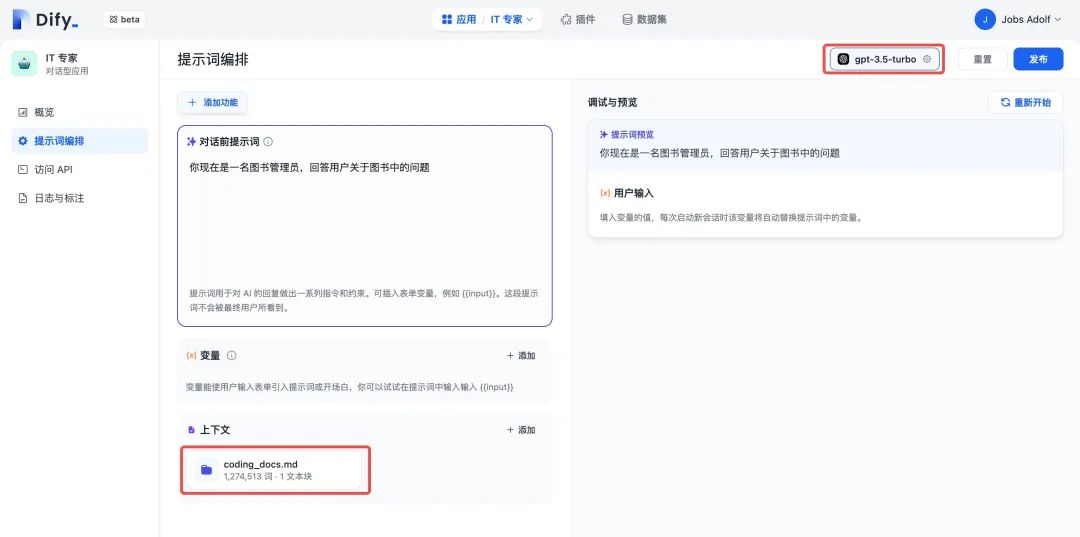 Dify_
beta
应用 / IT 专家
插件
数据集
J
Jobs Adolf
IT 专家
对话型应用
概览
提示词编排
访问 API
日志与标注
提示词编排
gpt-3.5-turbo
重置
发布
添加功能
对话前提示词
你现在是一名图书管理员，回答用户关于图书中的问题
提示词用于对 AI 的回复做出一系列指令和约束。可插入表单变量，例如 {{input}}。这段提示
词不会被最终用户所看到。
{x} 变量
+ 添加
变量能使用户输入表单引入提示词或开场白，你可以试试在提示词中输入输入 {{input}}
上下文
+ 添加
coding_docs.md
1,274,513 词 · 1 文本块
调试与预览
重新开始
提示词预览
你现在是一名图书管理员，回答用户关于图书中的问题
{x} 用户输入
填入变量的值，每次启动新会话时该变量将自动替换提示词中的变量。